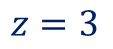 z = 3